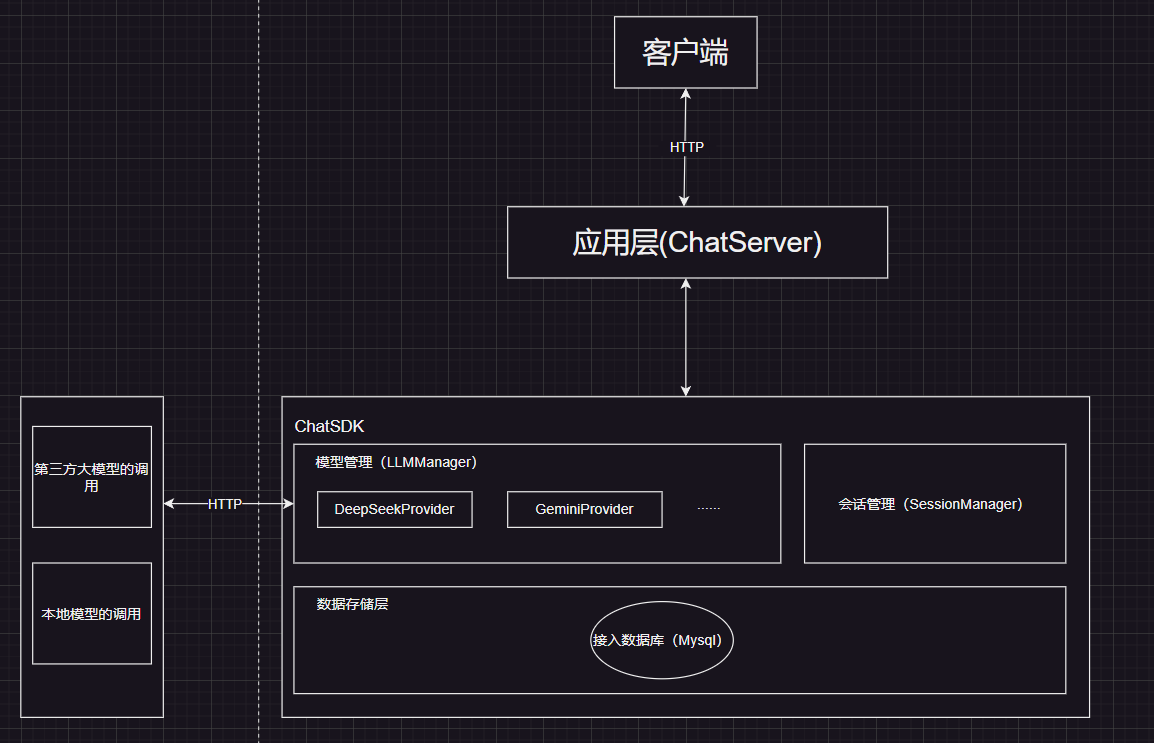 客户端
HTTP
应用层(ChatServer)
ChatSDK
模型管理（LLMManager）
DeepSeekProvider
GeminiProvider
······
会话管理（SessionManager）
第三方大模型的调
用
HTTP
本地模型的调用
数据存储层
接入数据库（Mysql）